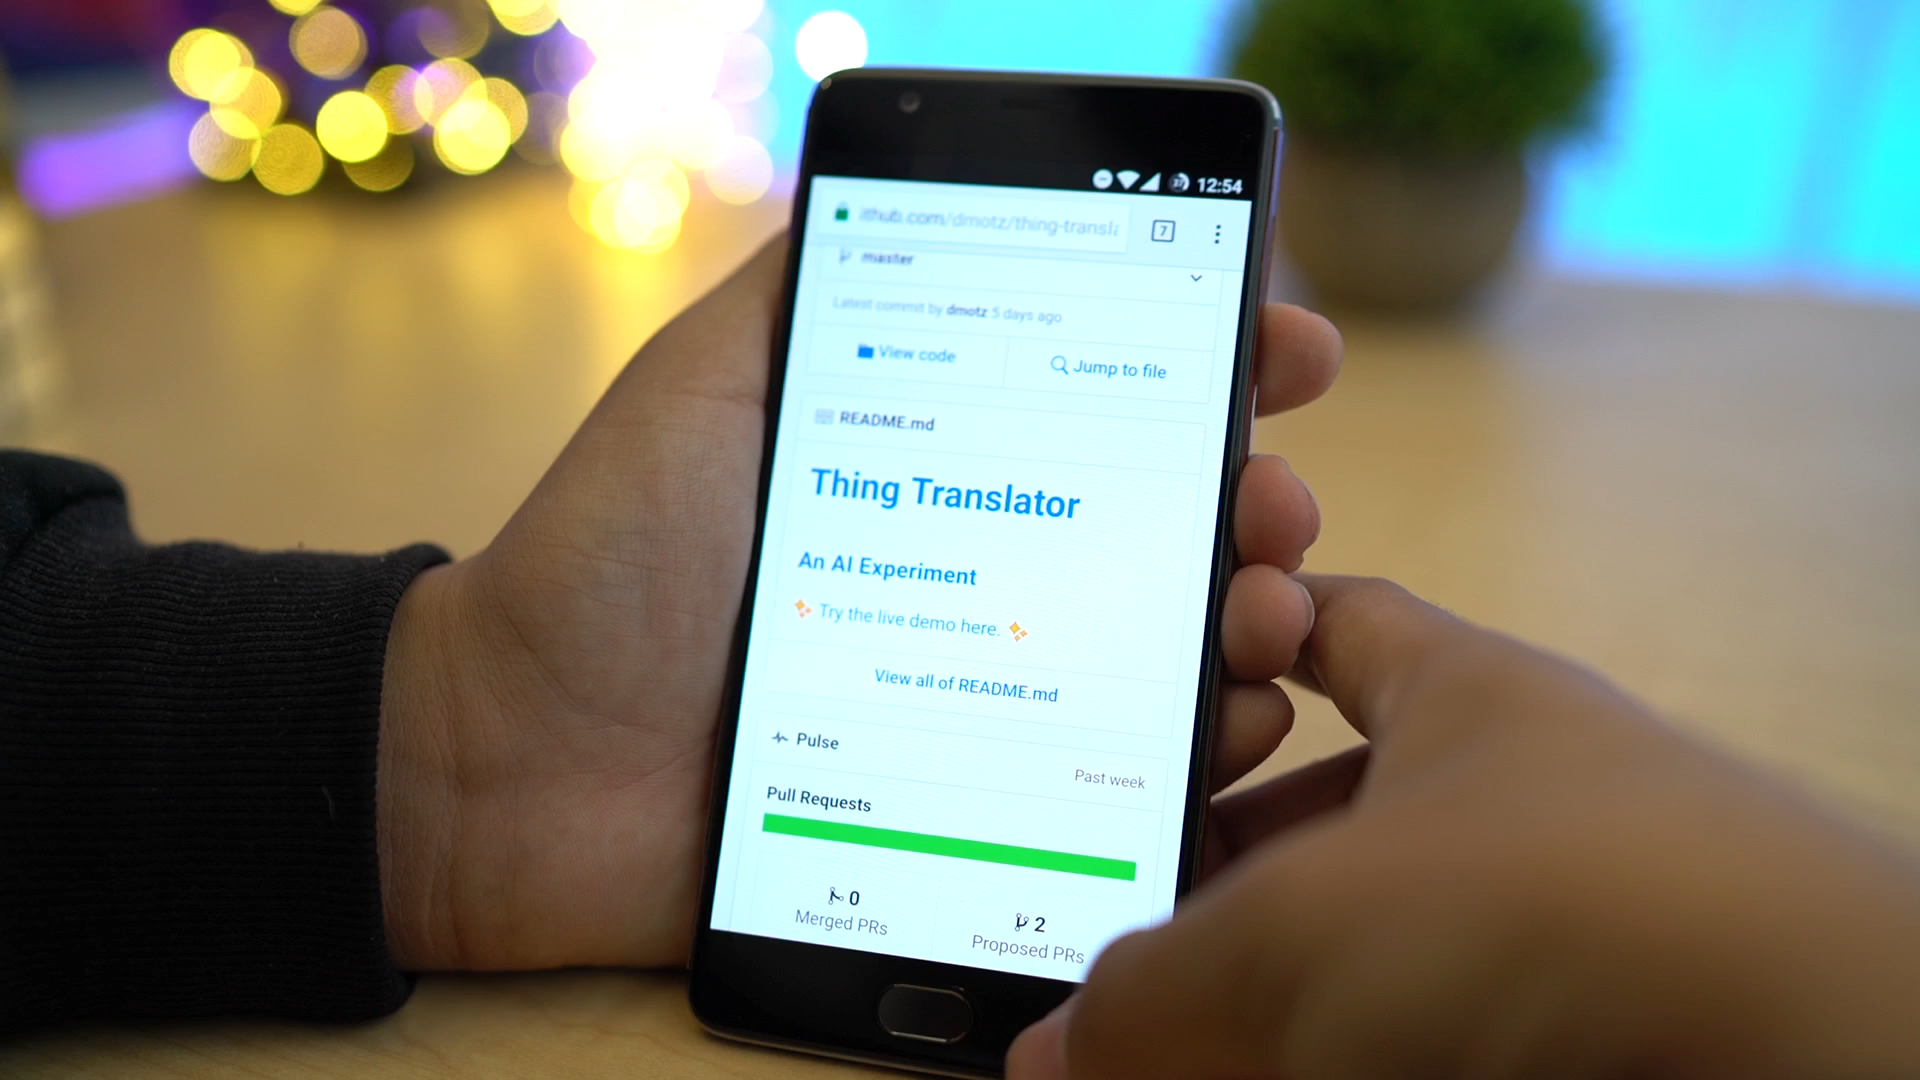 12:54
ithub.com/dmotz/thing-transla
7
master
Latest commit by dmotz 5 days ago
View code
Jump to file
README.md
Thing Translator
An AI Experiment
Try the live demo here.
View all of README.md
Pulse
Past week
Pull Requests
0
Merged PRs
2
Proposed PRs